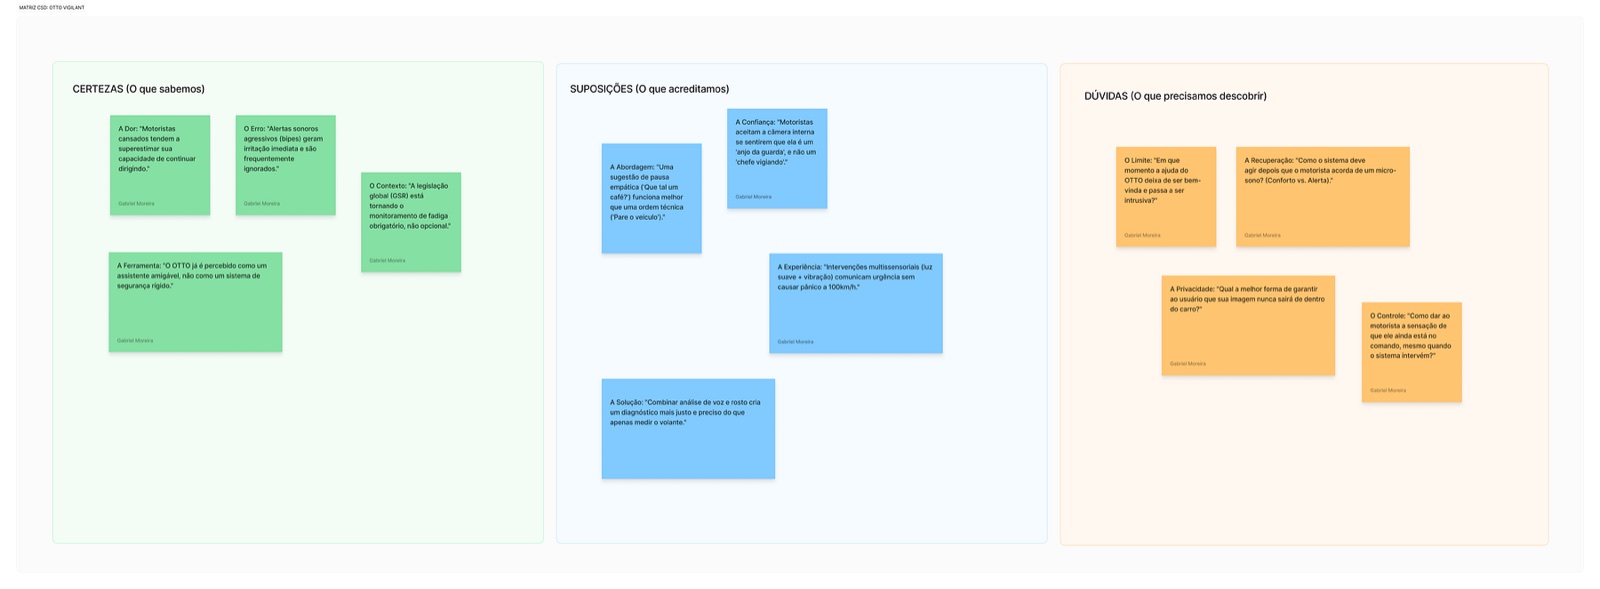 MATRIZ CSD: OTTO VIGILANT
CERTEZAS (O que sabemos)
A Dor: "Motoristas
cansados tendem a
superestimar sua
capacidade de continuar
dirigindo."
Gabriel Moreira
O Erro: "Alertas sonoros
agressivos (bipes) geram
irritação imediata e são
frequentemente
ignorados."
Gabriel Moreira
O Contexto: "A legislação
global (GSR) está
tornando o
monitoramento de fadiga
obrigatório, não opcional."
Gabriel Moreira
A Ferramenta: "O OTTO já é percebido como um
assistente amigável, não como um sistema de
segurança rígido."
Gabriel Moreira
SUPOSIÇÕES (O que acreditamos)
A Confiança: "Motoristas
aceitam a câmera interna
se sentirem que ela é um
'anjo da guarda', e não um
'chefe vigiando'."
Gabriel Moreira
A Abordagem: "Uma
sugestão de pausa
empática ('Que tal um
café?') funciona melhor
que uma ordem técnica
('Pare o veículo')."
A Experiência: "Intervenções multissensoriais (luz
suave + vibração) comunicam urgência sem
causar pânico a 100km/h."
Gabriel Moreira
A Solução: "Combinar análise de voz e rosto cria
um diagnóstico mais justo e preciso do que
apenas medir o volante."
DÚVIDAS (O que precisamos descobrir)
O Limite: "Em que
momento a ajuda do
OTTO deixa de ser bem-
vinda e passa a ser
intrusiva?"
Gabriel Moreira
A Recuperação: "Como o sistema deve
agir depois que o motorista acorda de um micro-
sono? (Conforto vs. Alerta)."
Gabriel Moreira
A Privacidade: "Qual a melhor forma de garantir
ao usuário que sua imagem nunca sairá de dentro
do carro?"
Gabriel Moreira
O Controle: "Como dar ao
motorista a sensação de
que ele ainda está no
comando, mesmo quando
o sistema intervém?"
Gabriel Moreira